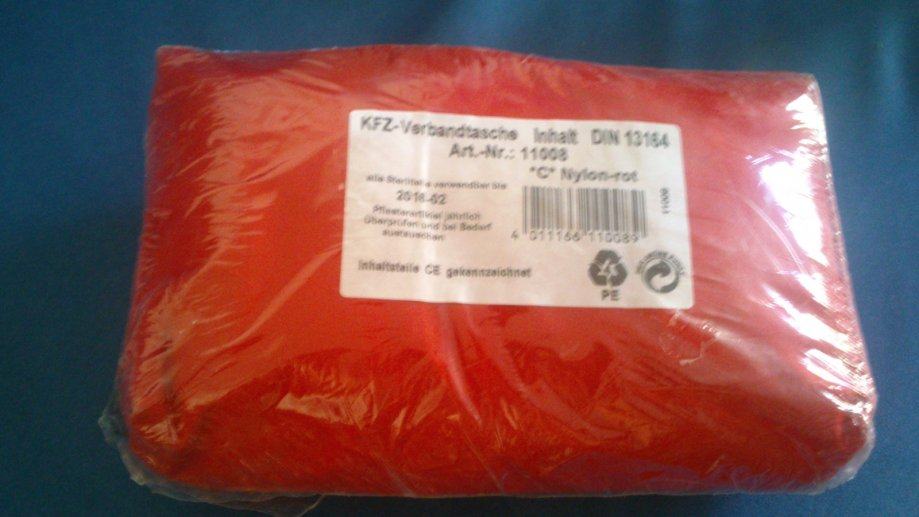 KFZ-Verbandtasche Inhalt DIN 13164
Art.-Nr.: 11008
*C* Nylon-rot
alle Sterilteile verwendbar bis
2018-02
Pflasterartikel jährlich
überprüfen und bei Bedarf
austauschen
11008
4 011166 110089
Inhaltsteile CE gekennzeichnet
PE